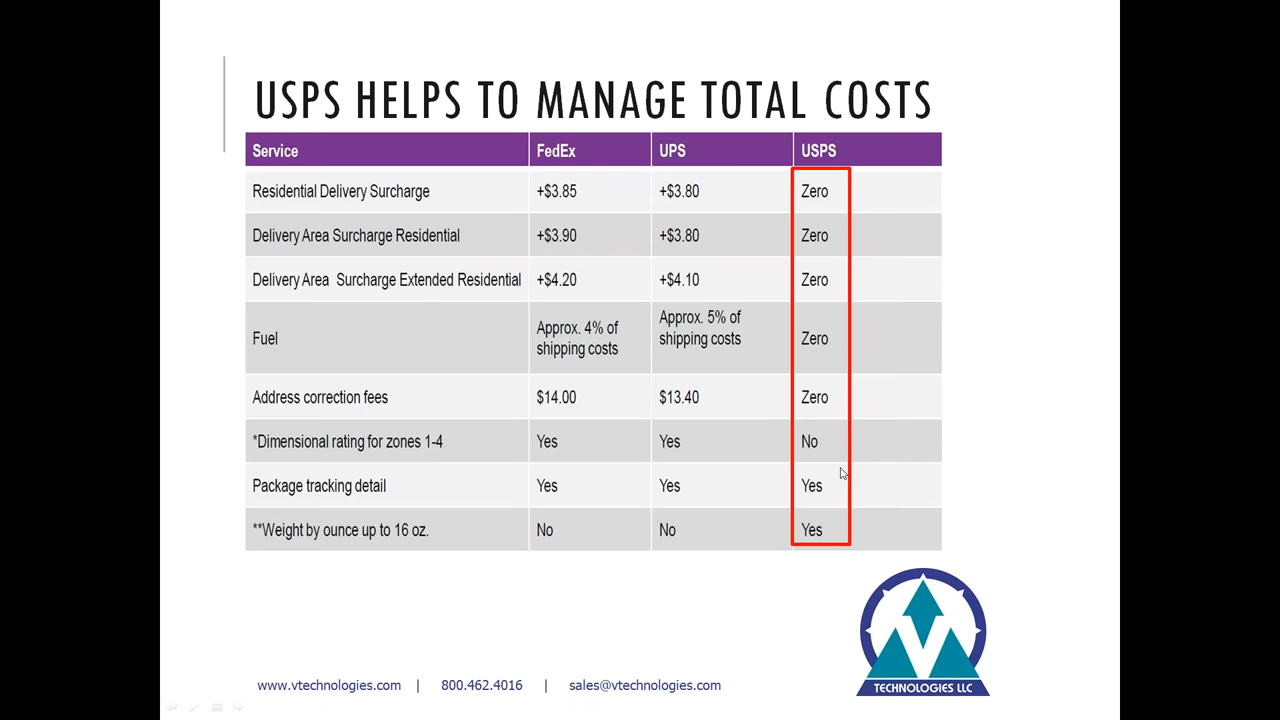 USPS HELPS TO MANAGE TOTAL COSTS
Service FedEx UPS USPS
Residential Delivery Surcharge +$3.85 +$3.80 Zero
Delivery Area Surcharge Residential +$3.90 +$3.80 Zero
Delivery Area Surcharge Extended Residential +$4.20 +$4.10 Zero
Fuel Approx. 4% of shipping costs Approx. 5% of shipping costs Zero
Address correction fees $14.00 $13.40 Zero
*Dimensional rating for zones 1-4 Yes Yes No
Package tracking detail Yes Yes Yes
**Weight by ounce up to 16 oz. No No Yes
V
TECHNOLOGIES LLC
www.vtechnologies.com | 800.462.4016 | sales@vtechnologies.com